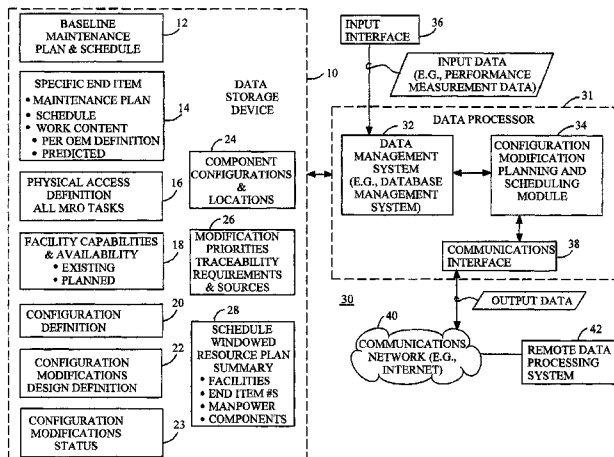 BASELINE
MAINTENANCE
PLAN & SCHEDULE
12
SPECIFIC END ITEM
• MAINTENANCE PLAN
• SCHEDULE
• WORK CONTENT
• PER OEM DEFINITION
• PREDICTED
14
PHYSICAL ACCESS
DEFINITION
ALL MRO TASKS
16
FACILITY CAPABILITIES
& AVAILABILITY
• EXISTING
• PLANNED
18
CONFIGURATION
DEFINITION
20
CONFIGURATION
MODIFICATIONS
DESIGN DEFINITION
22
CONFIGURATION
MODIFICATIONS
STATUS
23
DATA
STORAGE
DEVICE
10
24
COMPONENT
CONFIGURATIONS
&
LOCATIONS
26
MODIFICATION
PRIORITIES
TRACEABILITY
REQUIREMENTS
& SOURCES
28
SCHEDULE
WINDOWED
RESOURCE PLAN
SUMMARY
• FACILITIES
• END ITEM #S
• MANPOWER
• COMPONENTS
INPUT
INTERFACE
36
INPUT DATA
(E.G., PERFORMANCE
MEASUREMENT DATA)
31
DATA PROCESSOR
32
DATA
MANAGEMENT
SYSTEM
(E.G., DATABASE
MANAGEMENT
SYSTEM)
34
CONFIGURATION
MODIFICATION
PLANNING AND
SCHEDULING
MODULE
COMMUNICATIONS
INTERFACE
38
30
OUTPUT DATA
40
COMMUNICATIONS
NETWORK (E.G.,
INTERNET)
42
REMOTE DATA
PROCESSING
SYSTEM